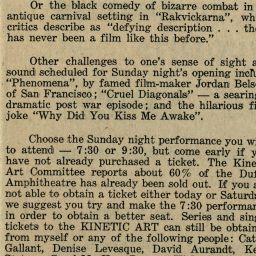 Or the black comedy of bizarre combat in
antique carnival setting in "Rakvickarna", wh
critics describe as "defying description . . . the
has never been a film like this before."
Other challenges to one's sense of sight a
sound scheduled for Sunday night's opening inclu
"Phenomena", by famed film-maker Jordan Bels
of San Francisco; "Cruel Diagonals" — a searin
dramatic post war episode; and the hilarious fi
joke "Why Did You Kiss Me Awake".
Choose the Sunday night performance you w
to attend — 7:30 or 9:30, but come early if y
have not already purchased a ticket. The Kine
Art Committee reports about 60% of the Duf
Amphitheatre has already been sold out. If you a
not able to obtain a ticket either today or Saturda
we suggest you try and make the 7:30 performan
in order to obtain a better seat. Series and sing
tickets to the KINETIC ART can still be obtain
from myself or any of the following people: Cat
Gallant, Denise Levesque, David Aurandt, Ke